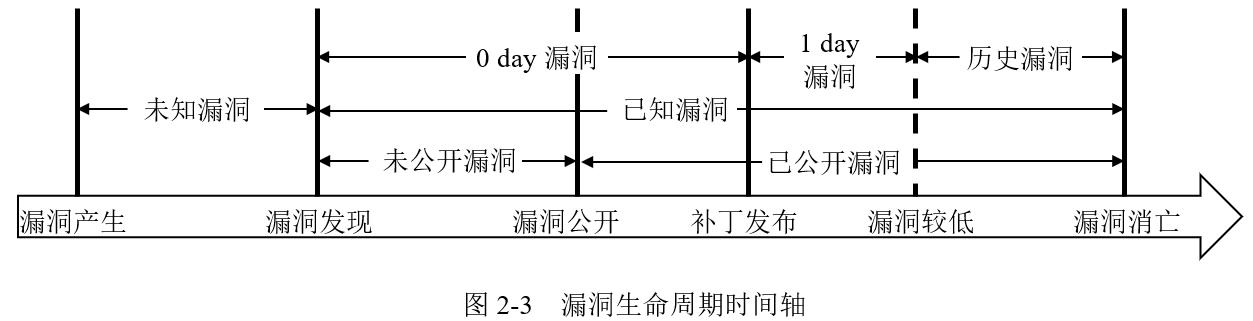 0 day 漏洞
1 day
漏洞
历史漏洞
未知漏洞
已知漏洞
未公开漏洞
已公开漏洞
漏洞产生
漏洞发现
漏洞公开
补丁发布
漏洞较低
漏洞消亡
图 2-3 漏洞生命周期时间轴